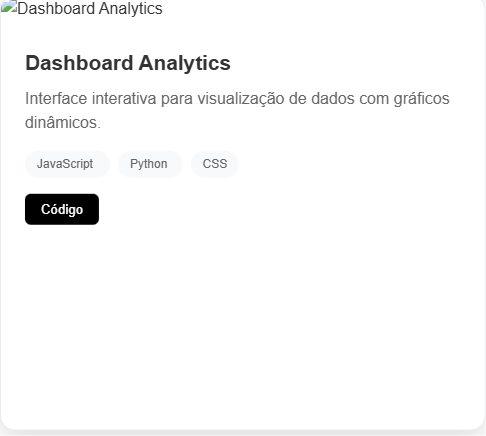 Dashboard Analytics
Dashboard Analytics
Interface interativa para visualização de dados com gráficos
dinâmicos.
JavaScript Python CSS
Código